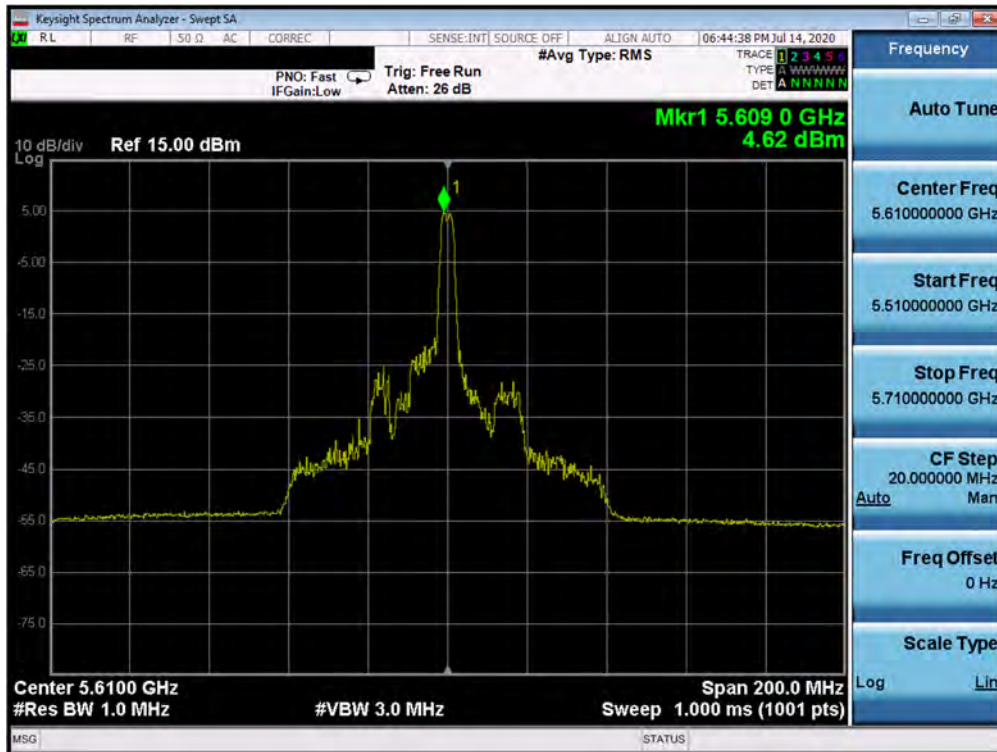 Keysight Spectrum Analyzer - Swept SA
RL RF 50 Ω AC CORREC SENSE:INT SOURCE OFF ALIGN AUTO 06:44:38 PM Jul 14, 2020
#Avg Type: RMS
TRACE 1 2 3 4 5 6
PNO: Fast Trig: Free Run
TYPE A WWWWW
IFGain:Low Atten: 26 dB
DET A N N N N N
Frequency
Auto Tune
Mkr1 5.609 0 GHz
4.62 dBm
10 dB/div Ref 15.00 dBm
Log
1
5.00
-5.00
-15.0
-25.0
-35.0
-45.0
-55.0
-65.0
-75.0
Center 5.6100 GHz Span 200.0 MHz
#Res BW 1.0 MHz #VBW 3.0 MHz Sweep 1.000 ms (1001 pts)
Center Freq
5.610000000 GHz
Start Freq
5.510000000 GHz
Stop Freq
5.710000000 GHz
CF Step
20.000000 MHz
Auto Man
Freq Offset
0 Hz
Scale Type
Log Lin
MSG STATUS